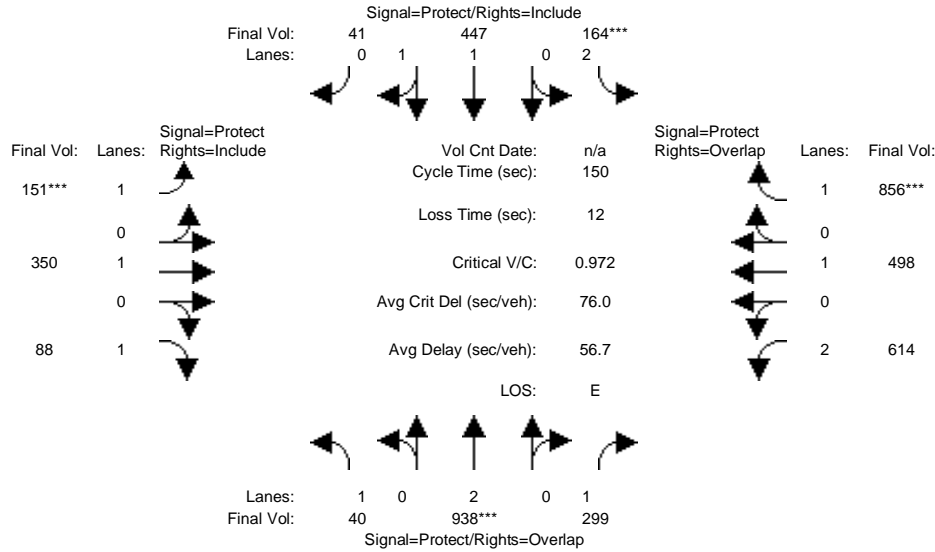 Signal=Protect/Rights=Include
Final Vol: 41 447 164***
Lanes: 0 1 1 0 2
Signal=Protect
Rights=Include
Signal=Protect
Rights=Overlap
Final Vol: Lanes:
Vol Cnt Date: n/a
Lanes: Final Vol:
Cycle Time (sec): 150
151*** 1
1 856***
Loss Time (sec): 12
0
0
350 1
Critical V/C: 0.972
1 498
0
Avg Crit Del (sec/veh): 76.0
0
88 1
Avg Delay (sec/veh): 56.7
2 614
LOS: E
Lanes: 1 0 2 0 1
Final Vol: 40 938*** 299
Signal=Protect/Rights=Overlap